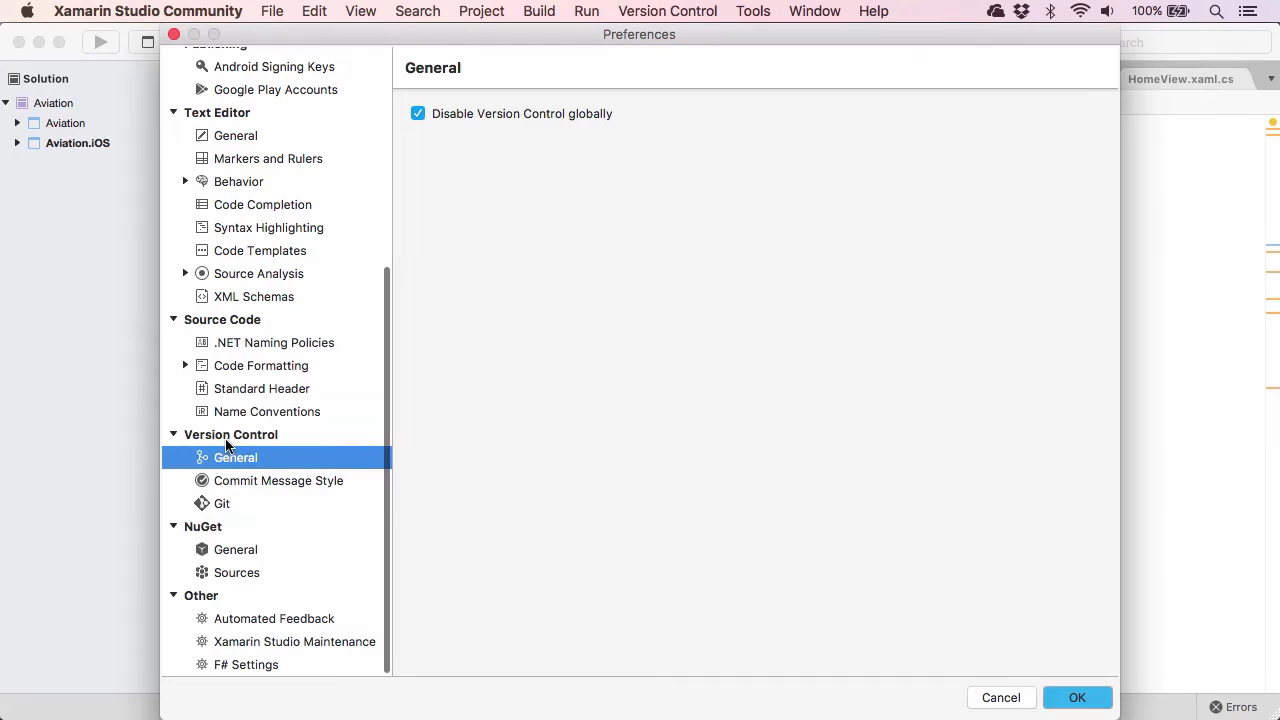 Xamarin Studio Community File Edit View Search Project Build Run Version Control Tools Window Help 100%
Preferences
Solution
Aviation
Aviation
Aviation.iOS
Publishing
Android Signing Keys
Google Play Accounts
Text Editor
General
Markers and Rulers
Behavior
Code Completion
Syntax Highlighting
Code Templates
Source Analysis
XML Schemas
Source Code
.NET Naming Policies
Code Formatting
Standard Header
Name Conventions
Version Control
General
Commit Message Style
Git
NuGet
General
Sources
Other
Automated Feedback
Xamarin Studio Maintenance
F# Settings
General
Disable Version Control globally
Cancel
OK
arch
HomeView.xaml.cs
Errors